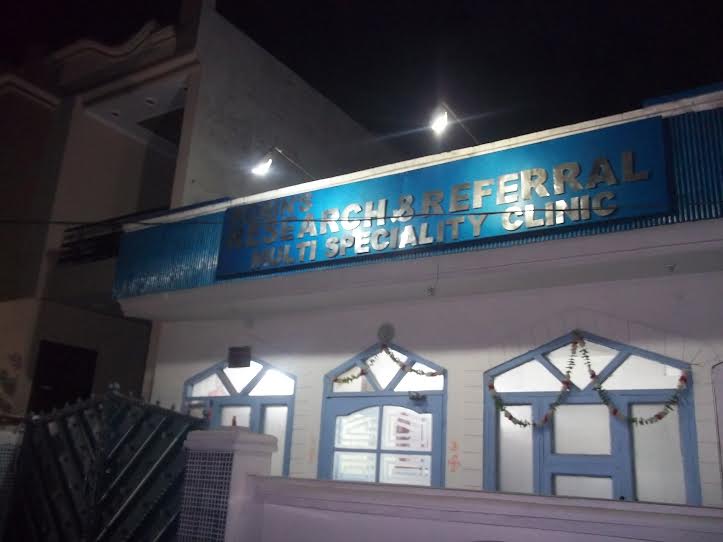 RESEARCH & REFERRAL
MULTI SPECIALITY CLINIC